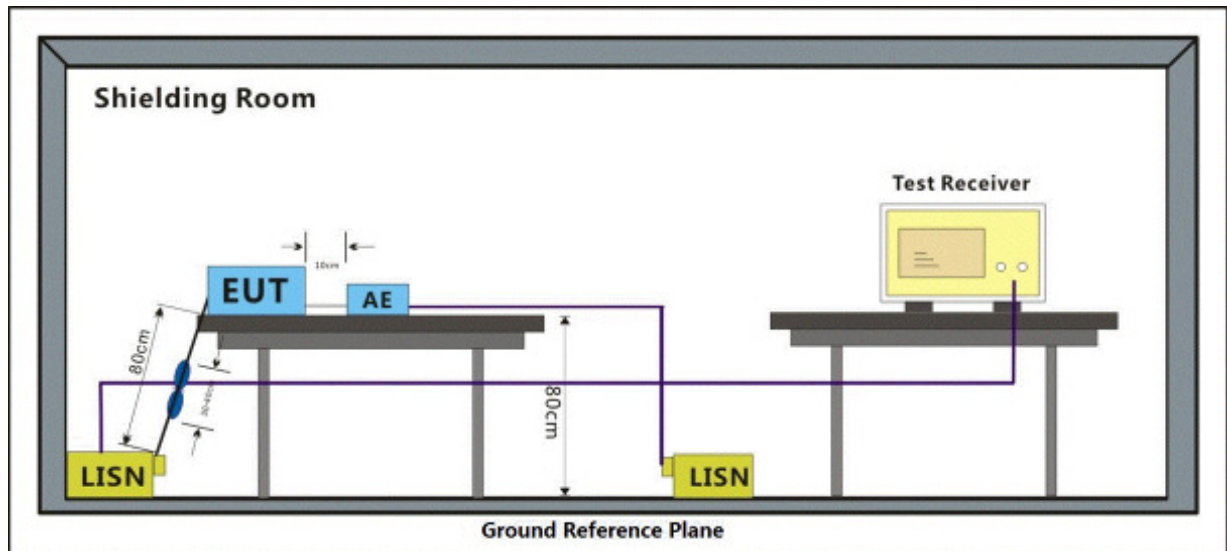 Shielding Room
Test Receiver
10cm
EUT
AE
80cm
80cm
LISN
LISN
Ground Reference Plane